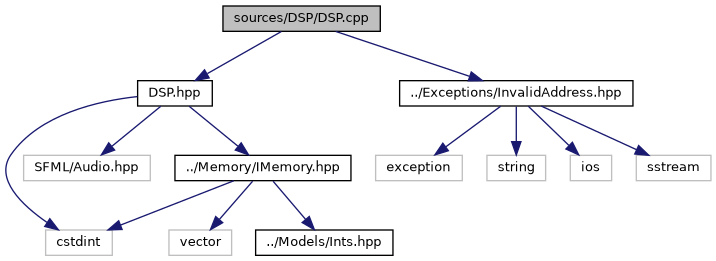 sources/DSP/DSP.cpp
DSP.hpp
../Exceptions/InvalidAddress.hpp
SFML/Audio.hpp
../Memory/IMemory.hpp
exception
string
ios
sstream
cstdint
vector
../Models/Ints.hpp